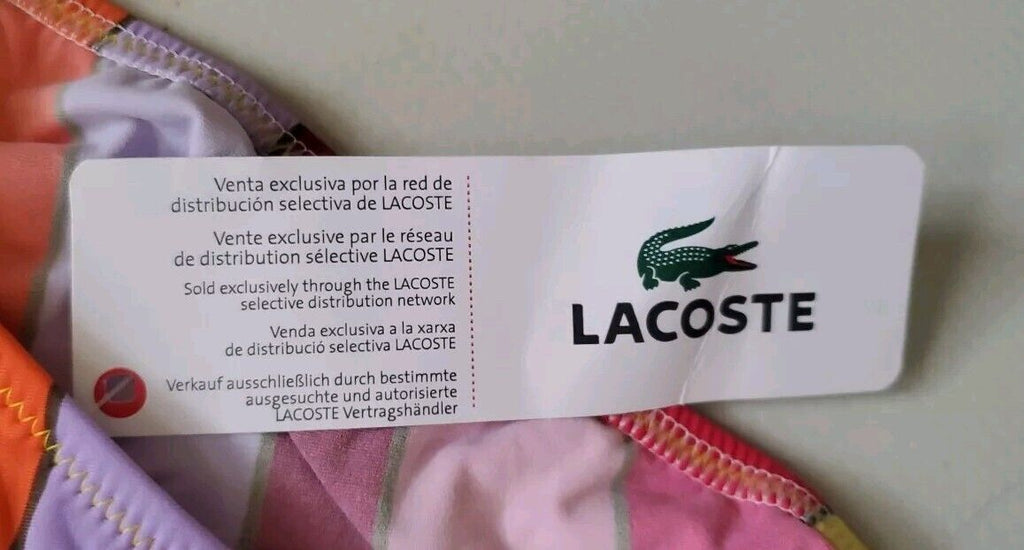 Venta exclusiva por la red de
distribución selectiva de LACOSTE
Vente exclusive par le réseau
de distribution sélective LACOSTE
Sold exclusively through the LACOSTE
selective distribution network
Venda exclusiva a la xarxa
de distribució selectiva LACOSTE
Verkauf ausschließlich durch bestimmte
ausgesuchte und autorisierte
LACOSTE Vertragshändler
LACOSTE